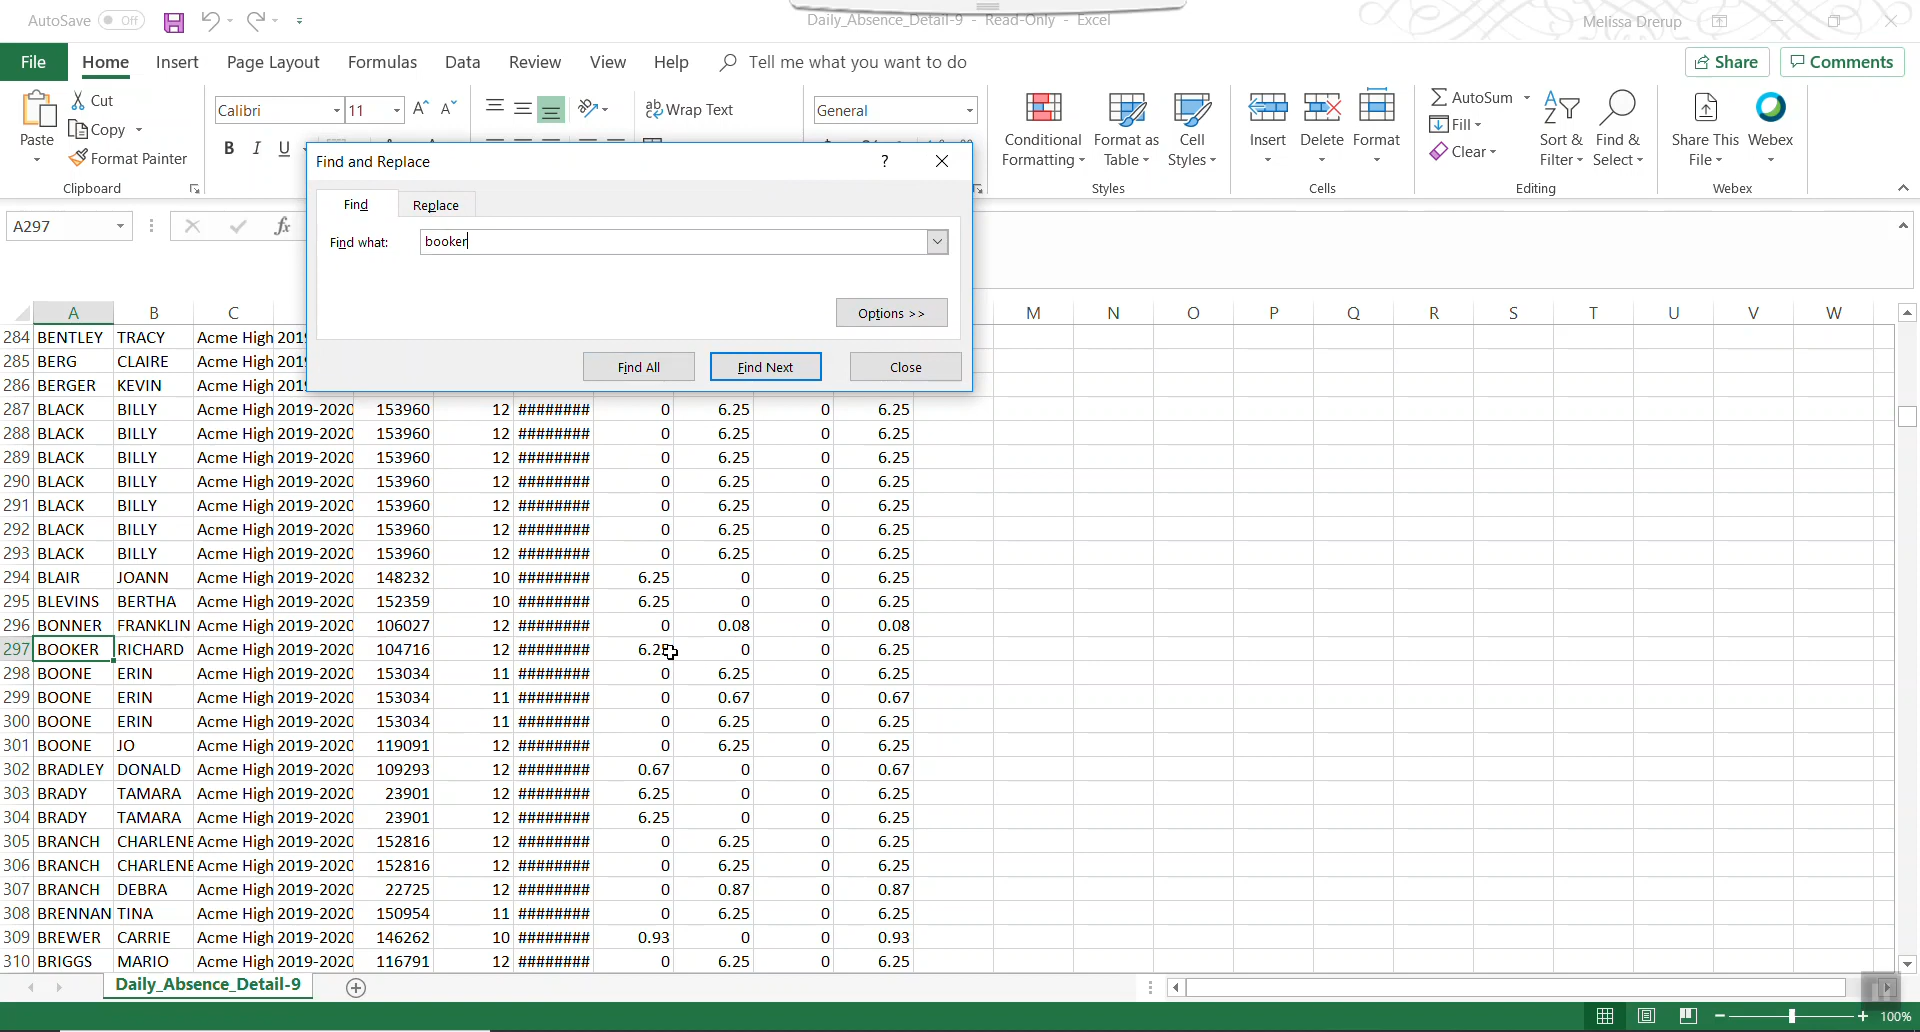 AutoSave Off Daily_Absence_Detail-9 - Read-Only - Excel Melissa Drerup
File Home Insert Page Layout Formulas Data Review View Help Tell me what you want to do Share Comments
Paste Cut Copy Format Painter Clipboard
Calibri 11 A A B I U
ab Wrap Text General
Conditional Formatting Format as Table Cell Styles Styles
Insert Delete Format Cells
AutoSum Fill Clear Sort & Filter Find & Select Editing
Share This File Webex Webex
Find and Replace ?
Find Replace
Find what: booker
Options >>
Find All Find Next Close
A297 fx
A B C M N O P Q R S T U V W
284 BENTLEY TRACY Acme High 201
285 BERG CLAIRE Acme High 201
286 BERGER KEVIN Acme High 201
287 BLACK BILLY Acme High 2019-2020 153960 12 ######## 0 6.25 0 6.25
288 BLACK BILLY Acme High 2019-2020 153960 12 ######## 0 6.25 0 6.25
289 BLACK BILLY Acme High 2019-2020 153960 12 ######## 0 6.25 0 6.25
290 BLACK BILLY Acme High 2019-2020 153960 12 ######## 0 6.25 0 6.25
291 BLACK BILLY Acme High 2019-2020 153960 12 ######## 0 6.25 0 6.25
292 BLACK BILLY Acme High 2019-2020 153960 12 ######## 0 6.25 0 6.25
293 BLACK BILLY Acme High 2019-2020 153960 12 ######## 0 6.25 0 6.25
294 BLAIR JOANN Acme High 2019-2020 148232 10 ######## 6.25 0 0 6.25
295 BLEVINS BERTHA Acme High 2019-2020 152359 10 ######## 6.25 0 0 6.25
296 BONNER FRANKLIN Acme High 2019-2020 106027 12 ######## 0 0.08 0 0.08
297 BOOKER RICHARD Acme High 2019-2020 104716 12 ######## 6.25 0 0 6.25
298 BOONE ERIN Acme High 2019-2020 153034 11 ######## 0 6.25 0 6.25
299 BOONE ERIN Acme High 2019-2020 153034 11 ######## 0 0.67 0 0.67
300 BOONE ERIN Acme High 2019-2020 153034 11 ######## 0 6.25 0 6.25
301 BOONE JO Acme High 2019-2020 119091 12 ######## 0 6.25 0 6.25
302 BRADLEY DONALD Acme High 2019-2020 109293 12 ######## 0.67 0 0 0.67
303 BRADY TAMARA Acme High 2019-2020 23901 12 ######## 6.25 0 0 6.25
304 BRADY TAMARA Acme High 2019-2020 23901 12 ######## 6.25 0 0 6.25
305 BRANCH CHARLENE Acme High 2019-2020 152816 12 ######## 0 6.25 0 6.25
306 BRANCH CHARLENE Acme High 2019-2020 152816 12 ######## 0 6.25 0 6.25
307 BRANCH DEBRA Acme High 2019-2020 22725 12 ######## 0 0.87 0 0.87
308 BRENNAN TINA Acme High 2019-2020 150954 11 ######## 0 6.25 0 6.25
309 BREWER CARRIE Acme High 2019-2020 146262 10 ######## 0.93 0 0 0.93
310 BRIGGS MARIO Acme High 2019-2020 116791 12 ######## 0 6.25 0 6.25
Daily_Absence_Detail-9
100%